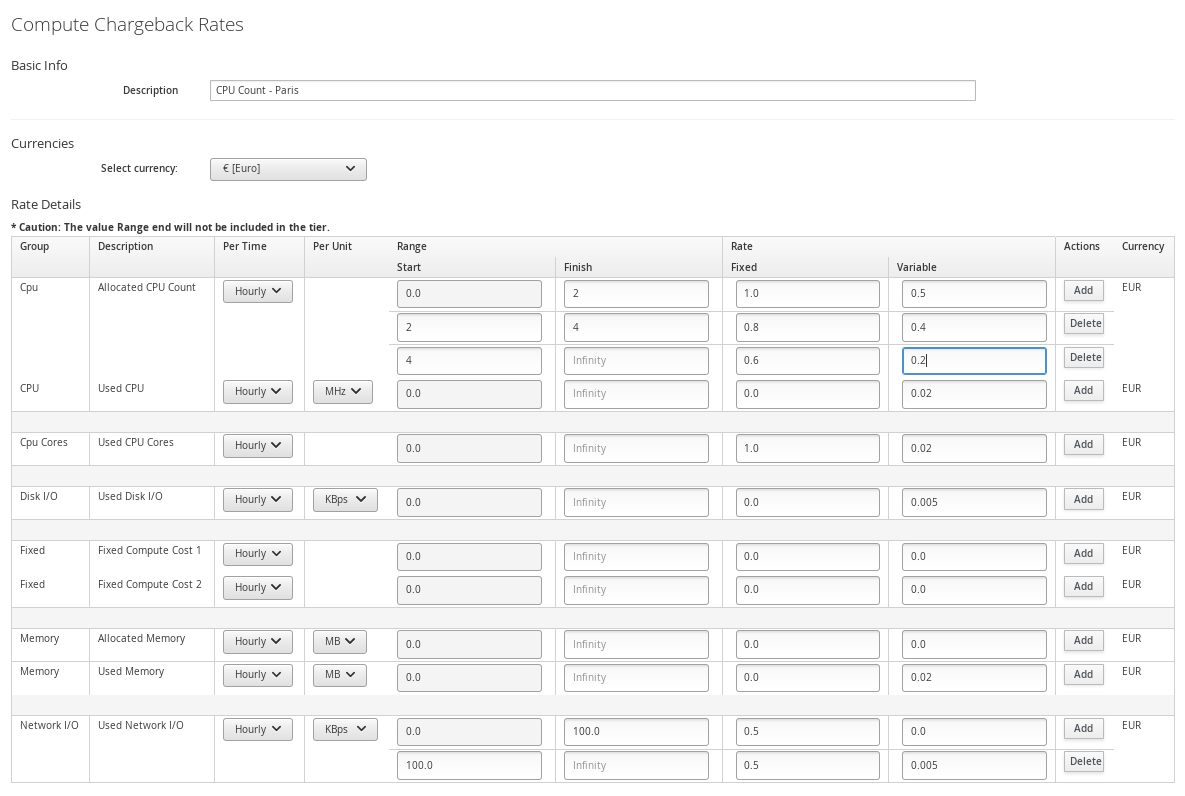 Compute Chargeback Rates
Basic Info
Description CPU Count - Paris
Currencies
Select currency: € [Euro]
Rate Details
* Caution: The value Range end will not be included in the tier.
Group Description Per Time Per Unit Range Rate Actions Currency
Start Finish Fixed Variable
Cpu Allocated CPU Count Hourly 0.0 2 1.0 0.5 Add EUR
2 4 0.8 0.4 Delete
4 Infinity 0.6 0.2 Delete
CPU Used CPU Hourly MHz 0.0 Infinity 0.0 0.02 Add EUR
Cpu Cores Used CPU Cores Hourly 0.0 Infinity 1.0 0.02 Add EUR
Disk I/O Used Disk I/O Hourly KBps 0.0 Infinity 0.0 0.005 Add EUR
Fixed Fixed Compute Cost 1 Hourly 0.0 Infinity 0.0 0.0 Add EUR
Fixed Fixed Compute Cost 2 Hourly 0.0 Infinity 0.0 0.0 Add EUR
Memory Allocated Memory Hourly MB 0.0 Infinity 0.0 0.0 Add EUR
Memory Used Memory Hourly MB 0.0 Infinity 0.0 0.02 Add EUR
Network I/O Used Network I/O Hourly KBps 0.0 100.0 0.5 0.0 Add EUR
100.0 Infinity 0.5 0.005 Delete